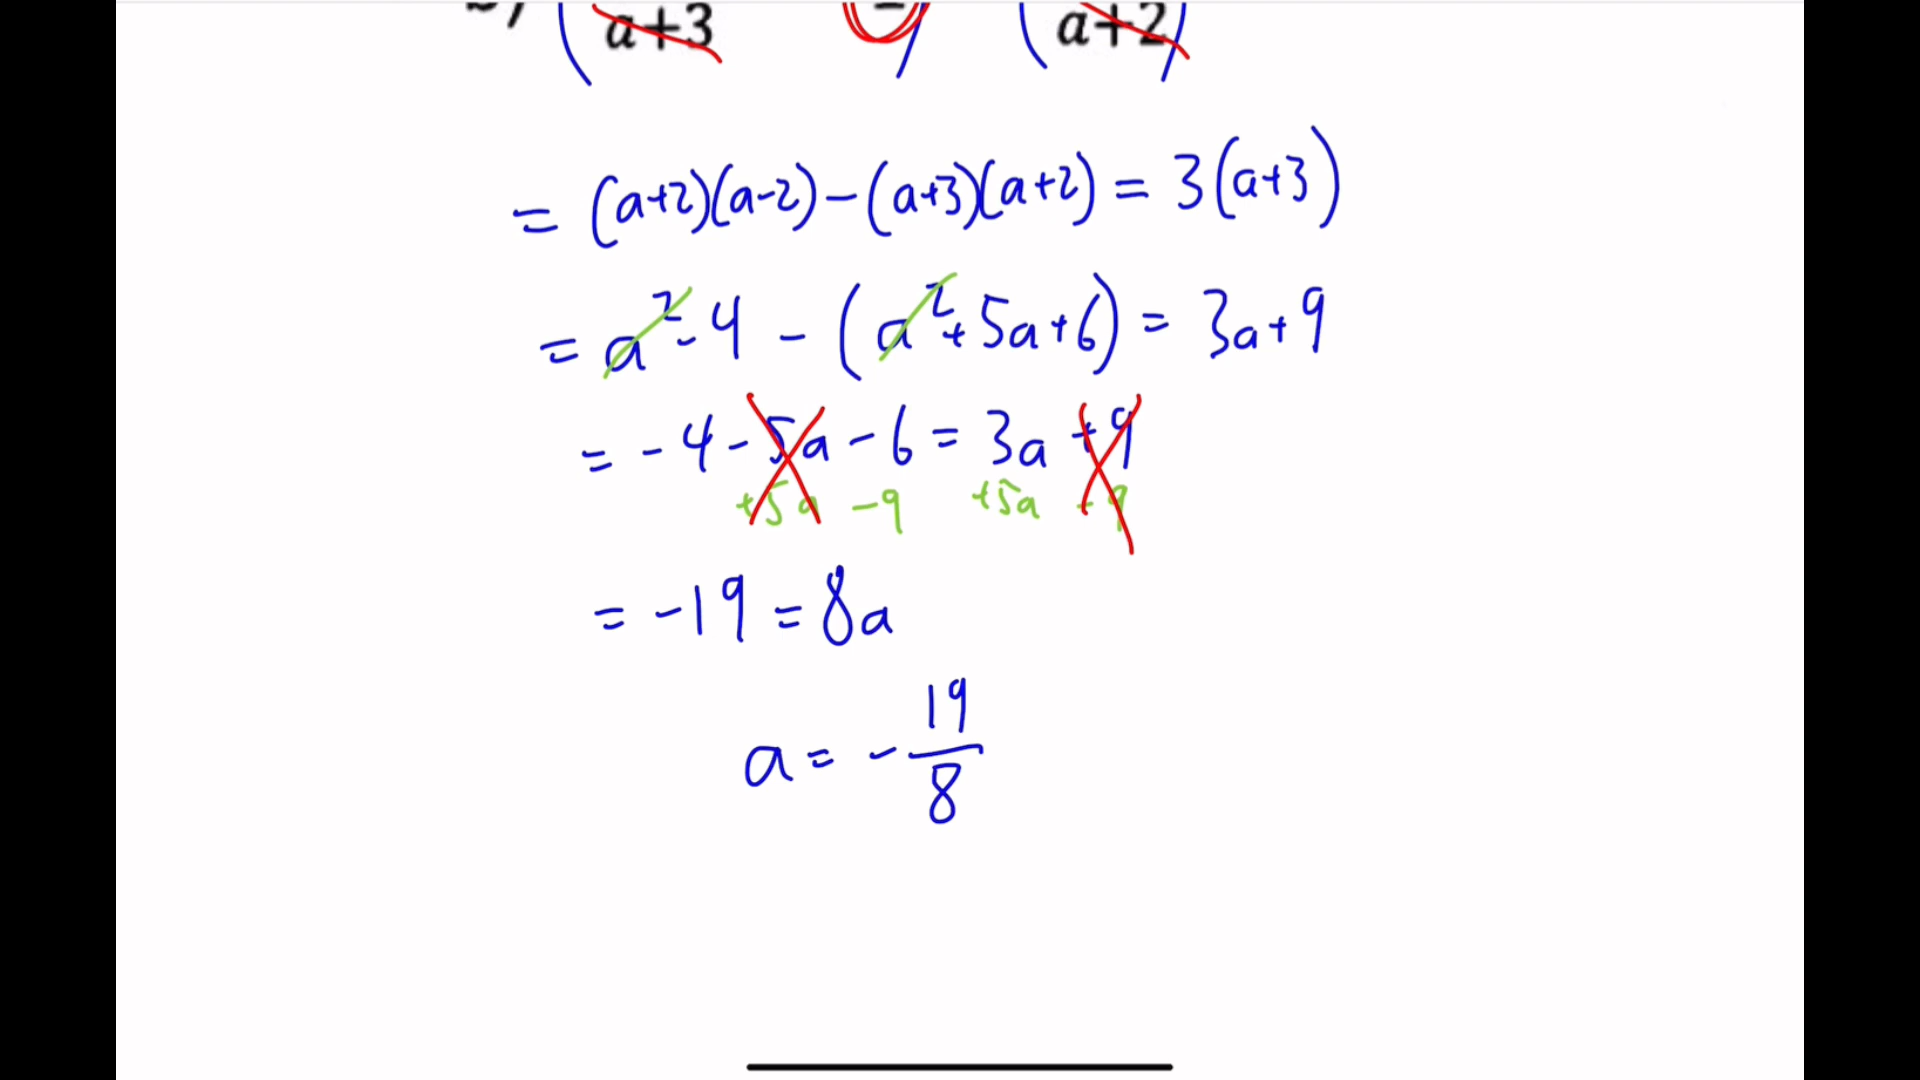 a+3 a+2
= (a+2)(a-2) - (a+3)(a+2) = 3(a+3)
= a² - 4 - (a² + 5a + 6) = 3a + 9
= - 4 - 5a - 6 = 3a + 9
+5a -9 +5a -9
= -19 = 8a
a = - 19/8